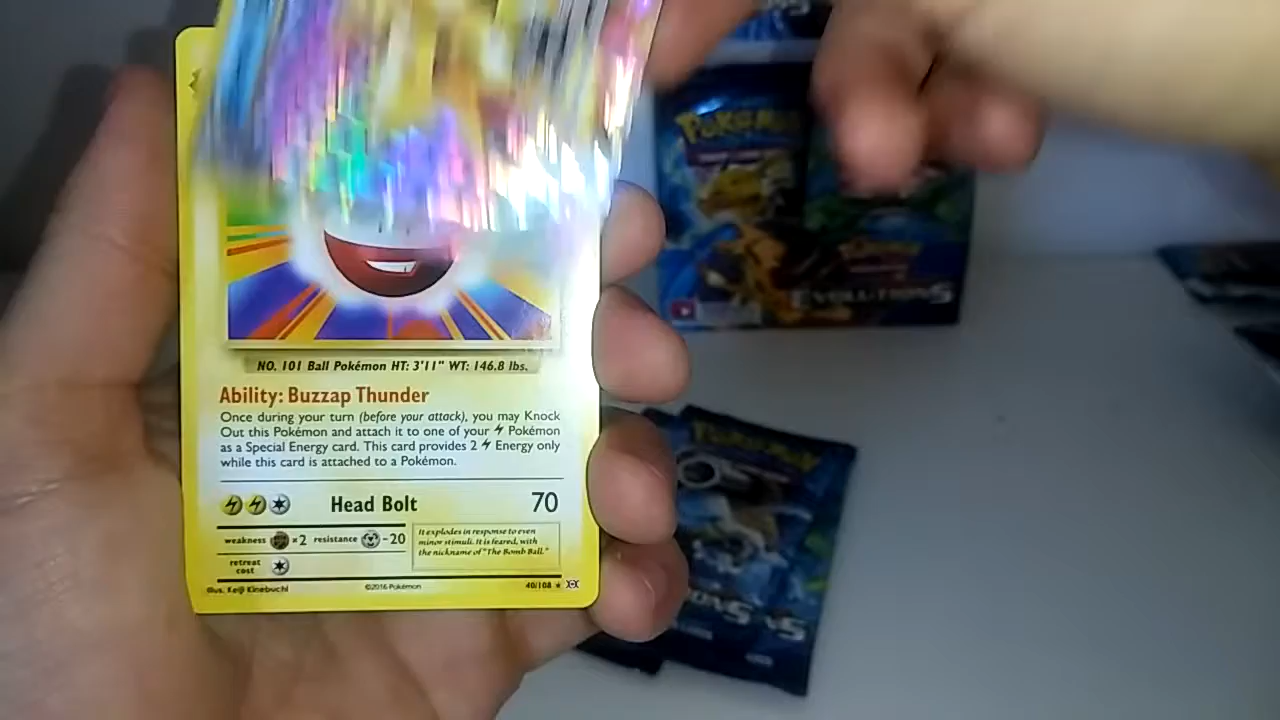 POKéMON
EVOLUTIONS
NO. 101 Ball Pokémon HT: 3'11" WT: 146.8 lbs.
Ability: Buzzap Thunder
Once during your turn (before your attack), you may Knock
Out this Pokémon and attach it to one of your Pokémon
as a Special Energy card. This card provides 2 Energy only
while this card is attached to a Pokémon.
Head Bolt 70
weakness ×2 resistance -20
retreat
cost
It explodes in response to even
minor stimuli. It is feared, with
the nickname of "The Bomb Ball."
Illus. Keiji Kinebuchi ©2016 Pokémon 40/108 ★
POKéMON